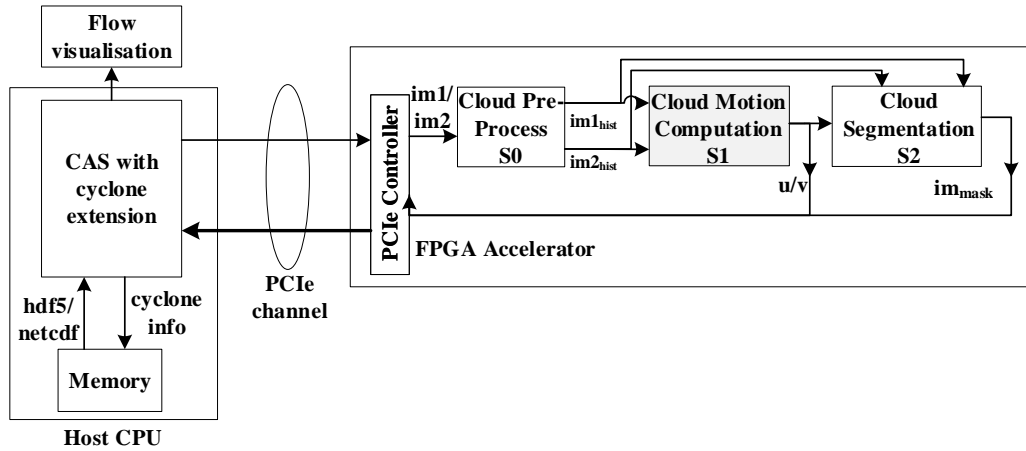 Flow
visualisation
CAS with
cyclone
extension
hdf5/
netcdf
cyclone
info
Memory
Host CPU
PCIe
channel
PCIe Controller
im1/
im2
Cloud Pre-
Process
S0
im1hist
im2hist
Cloud Motion
Computation
S1
u/v
Cloud
Segmentation
S2
immask
FPGA Accelerator